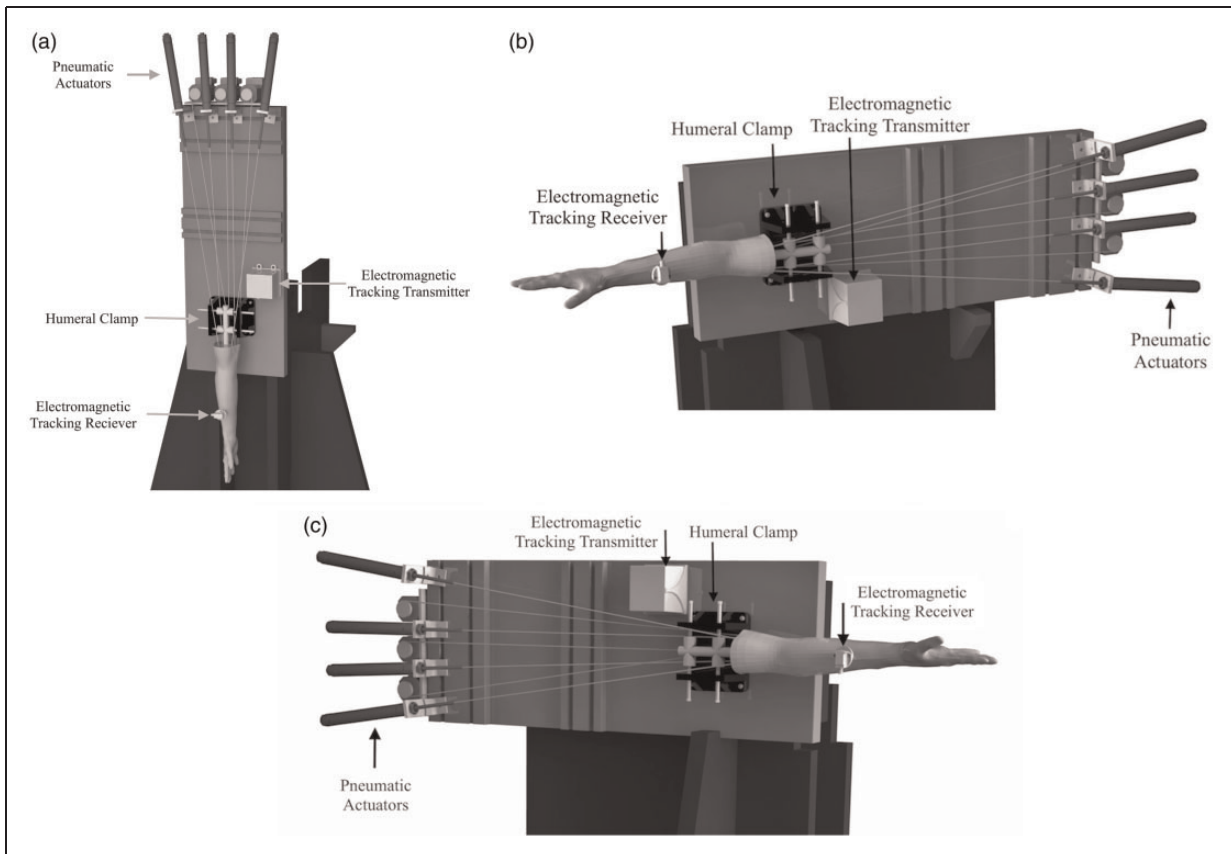 (a)
Pneumatic
Actuators
Electromagnetic
Tracking Transmitter
Humeral Clamp
Electromagnetic
Tracking Reciever
(b)
Electromagnetic
Tracking Transmitter
Humeral Clamp
Electromagnetic
Tracking Receiver
Pneumatic
Actuators
(c)
Electromagnetic
Tracking Transmitter
Humeral Clamp
Electromagnetic
Tracking Receiver
Pneumatic
Actuators